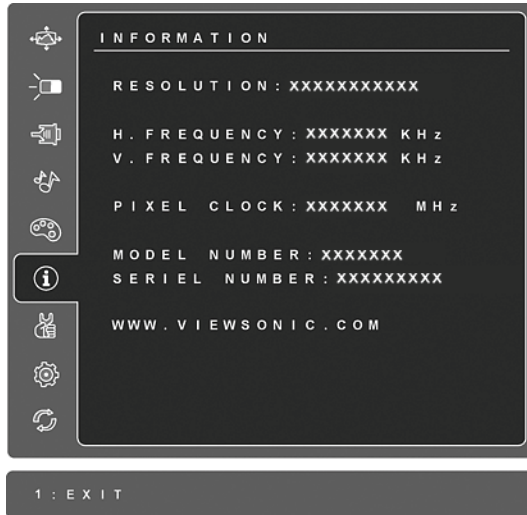 INFORMATION
RESOLUTION: XXXXXXXXXXX
H. FREQUENCY: XXXXXXX KHz
V. FREQUENCY: XXXXXXX KHz
PIXEL CLOCK: XXXXXXX MHz
MODEL NUMBER: XXXXXXX
SERIEL NUMBER: XXXXXXXXX
WWW.VIEWSONIC.COM
1: EXIT